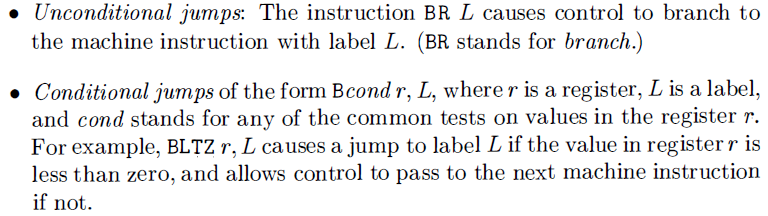 • Unconditional jumps: The instruction BR L causes control to branch to
the machine instruction with label L. (BR stands for branch.)
• Conditional jumps of the form Bcond r, L, where r is a register, L is a label,
and cond stands for any of the common tests on values in the register r.
For example, BLTZ r, L causes a jump to label L if the value in register r is
less than zero, and allows control to pass to the next machine instruction
if not.